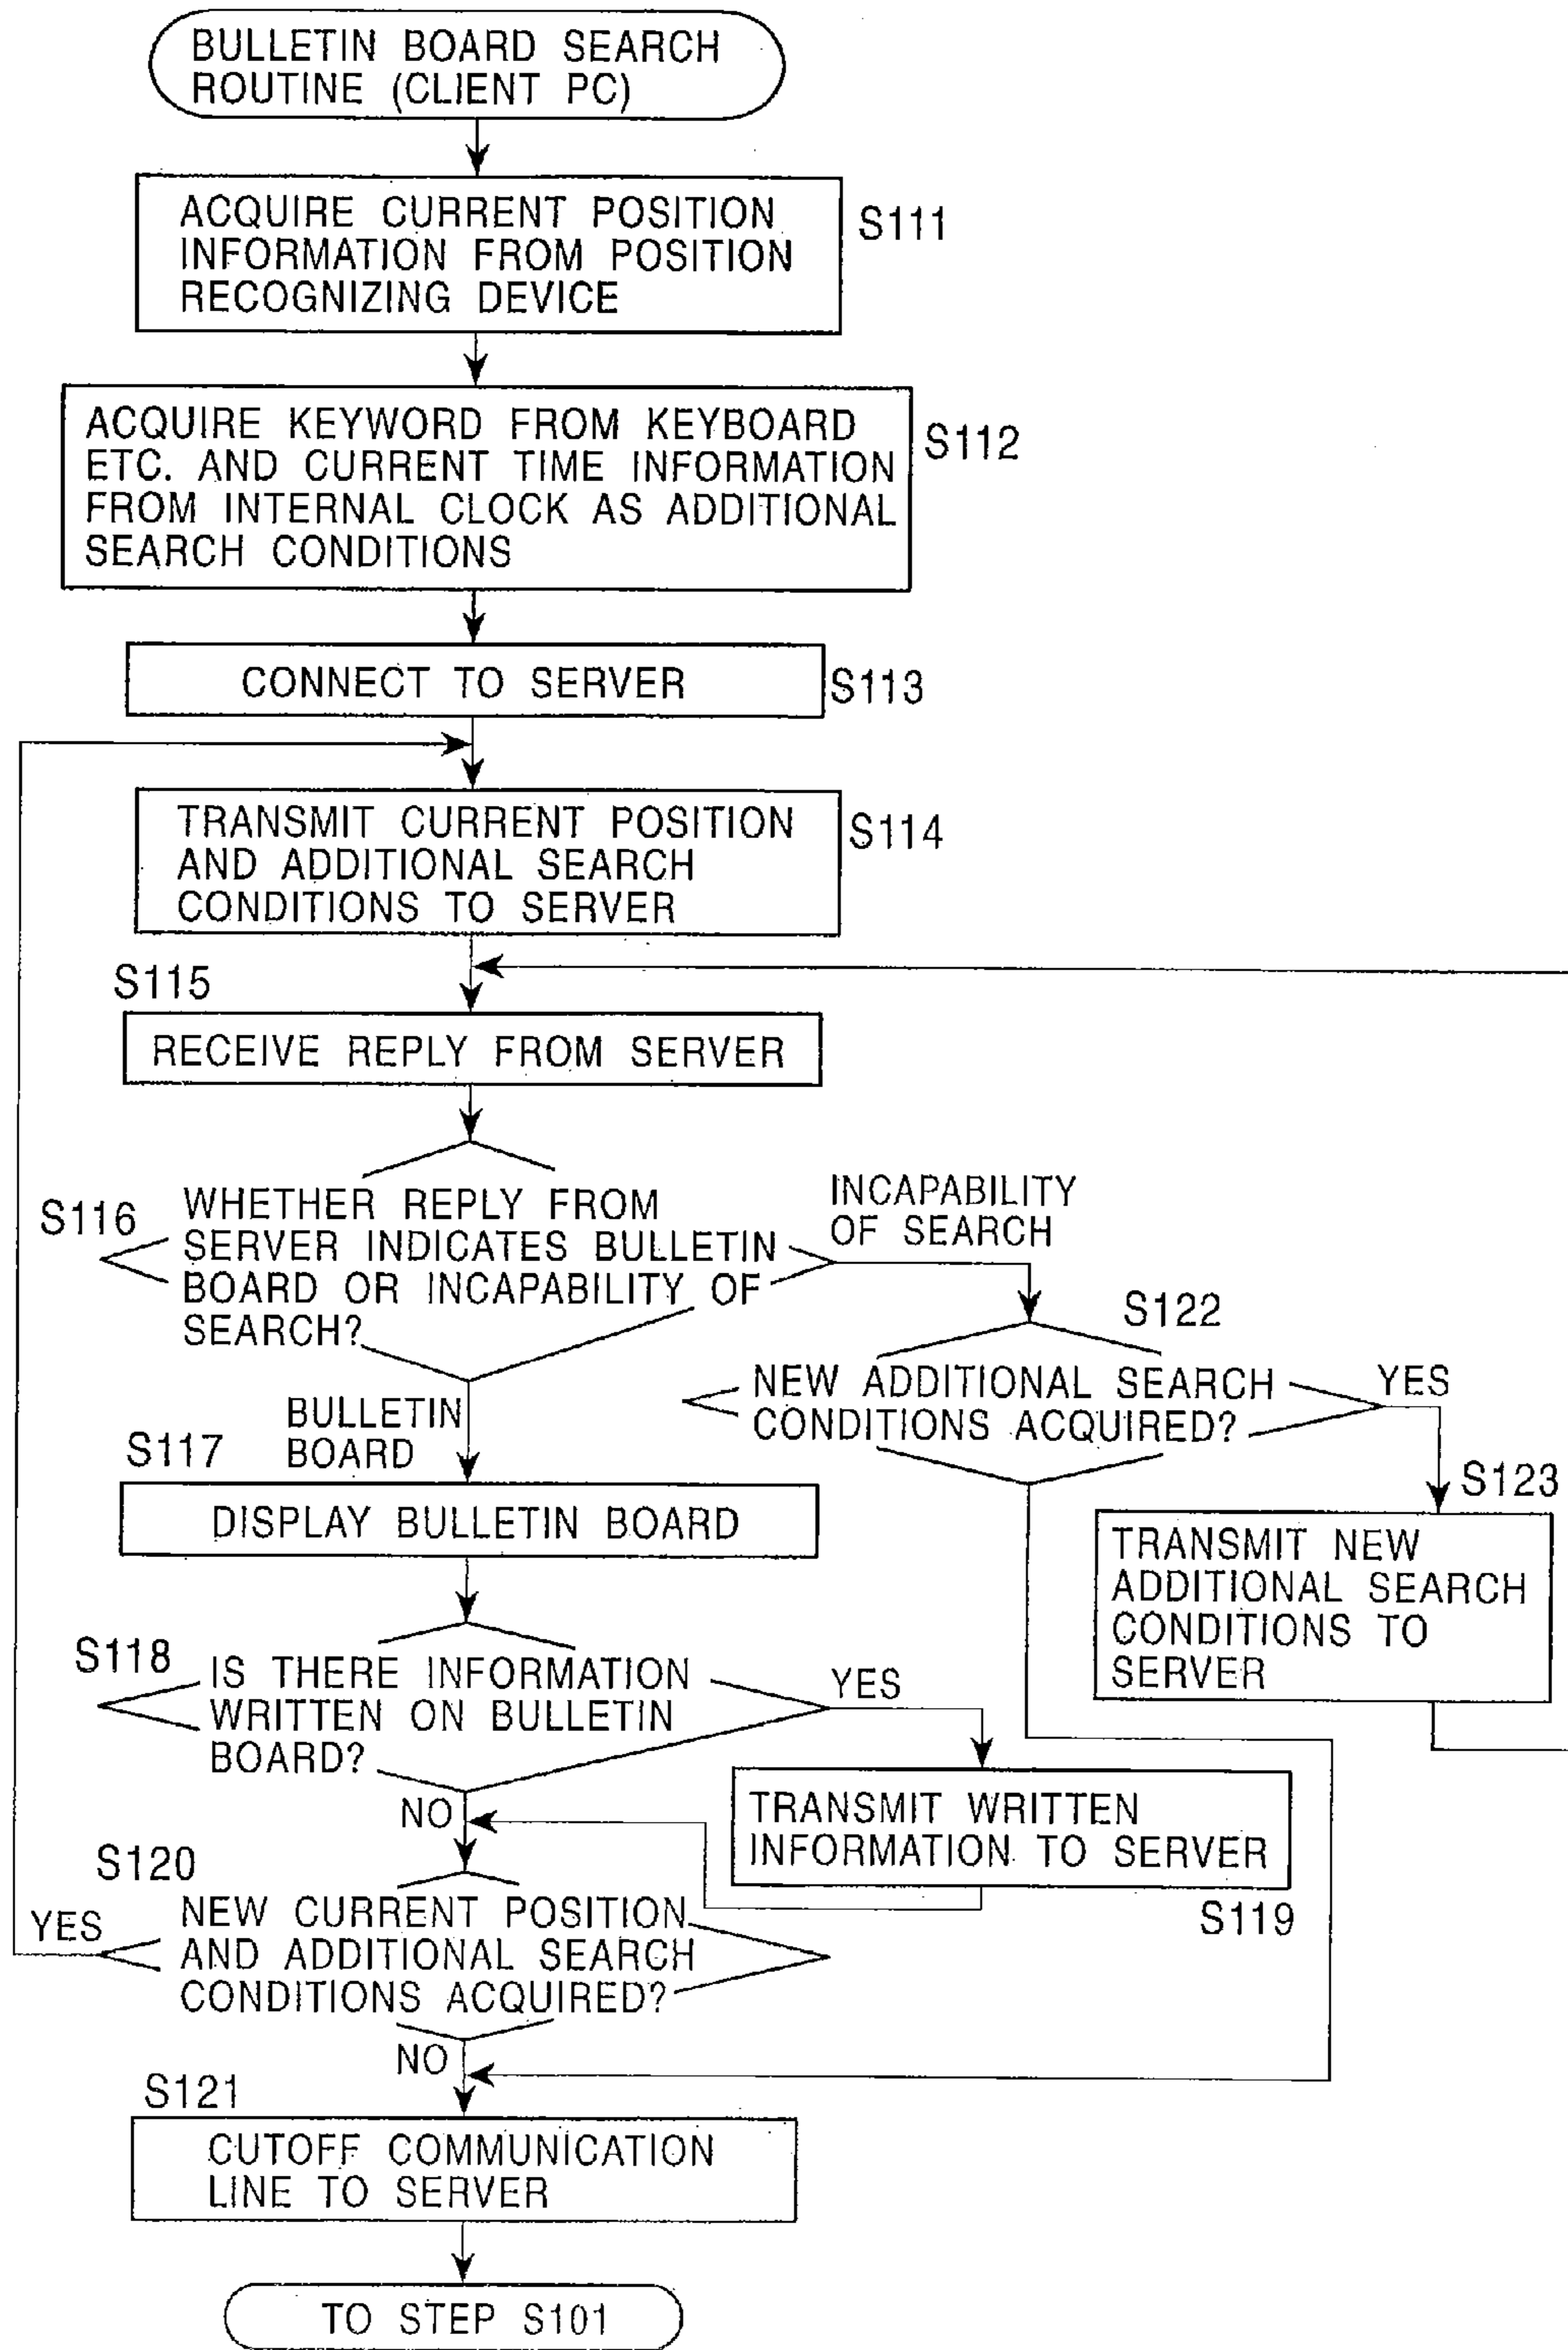 BULLETIN BOARD SEARCH
ROUTINE (CLIENT PC)
ACQUIRE CURRENT POSITION
INFORMATION FROM POSITION
RECOGNIZING DEVICE
S111
ACQUIRE KEYWORD FROM KEYBOARD
ETC. AND CURRENT TIME INFORMATION
FROM INTERNAL CLOCK AS ADDITIONAL
SEARCH CONDITIONS
S112
CONNECT TO SERVER
S113
TRANSMIT CURRENT POSITION
AND ADDITIONAL SEARCH
CONDITIONS TO SERVER
S114
S115
RECEIVE REPLY FROM SERVER
S116
WHETHER REPLY FROM
SERVER INDICATES BULLETIN
BOARD OR INCAPABILITY OF
SEARCH?
INCAPABILITY
OF SEARCH
S122
NEW ADDITIONAL SEARCH
CONDITIONS ACQUIRED?
YES
BULLETIN
BOARD
S117
DISPLAY BULLETIN BOARD
S123
TRANSMIT NEW
ADDITIONAL SEARCH
CONDITIONS TO
SERVER
S118
IS THERE INFORMATION
WRITTEN ON BULLETIN
BOARD?
YES
NO
TRANSMIT WRITTEN
INFORMATION TO SERVER
S119
S120
YES
NEW CURRENT POSITION
AND ADDITIONAL SEARCH
CONDITIONS ACQUIRED?
NO
S121
CUTOFF COMMUNICATION
LINE TO SERVER
TO STEP S101